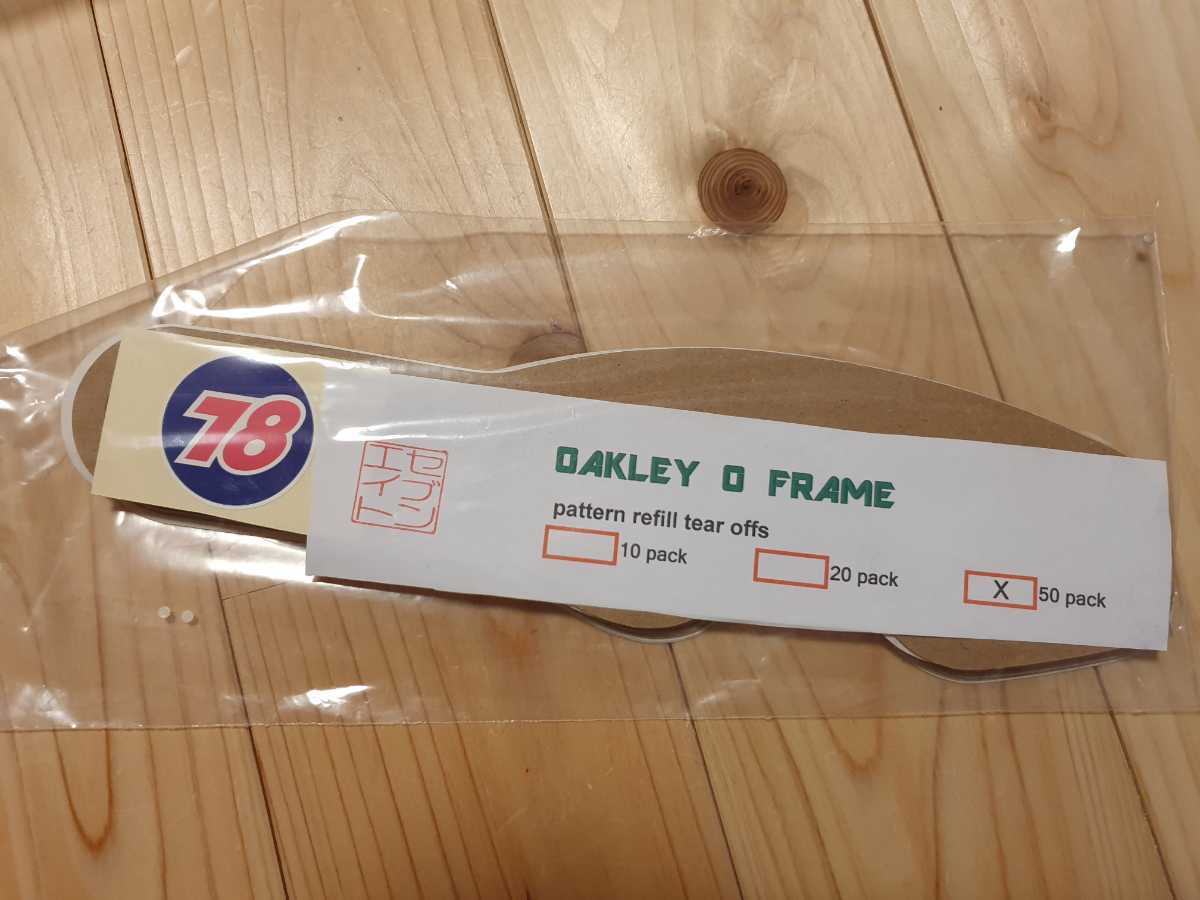 78
セブン
エイト
OAKLEY O FRAME
pattern refill tear offs
10 pack
20 pack
X 50 pack